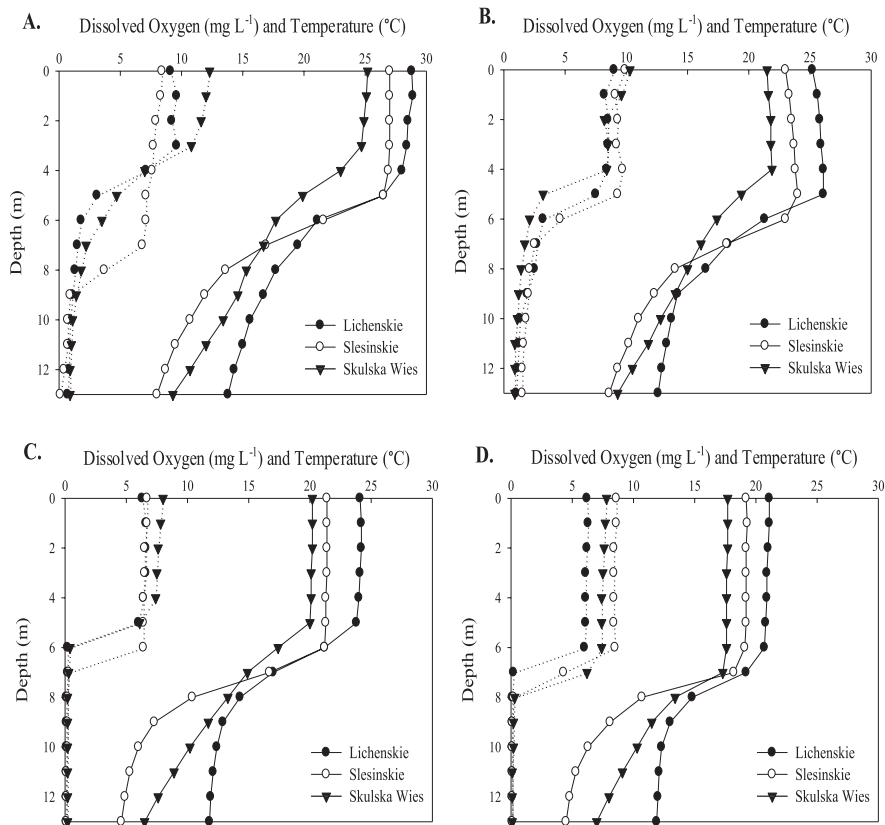 A.
Dissolved Oxygen (mg L-1) and Temperature (°C)
0 5 10 15 20 25 30
Depth (m)
0
2
4
6
8
10
12
Lichenskie
Slesinskie
Skulska Wies
B.
Dissolved Oxygen (mg L-1) and Temperature (°C)
0 5 10 15 20 25 30
Depth (m)
0
2
4
6
8
10
12
Lichenskie
Slesinskie
Skulska Wies
C.
Dissolved Oxygen (mg L-1) and Temperature (°C)
0 5 10 15 20 25 30
Depth (m)
0
2
4
6
8
10
12
Lichenskie
Slesinskie
Skulska Wies
D.
Dissolved Oxygen (mg L-1) and Temperature (°C)
0 5 10 15 20 25 30
Depth (m)
0
2
4
6
8
10
12
Lichenskie
Slesinskie
Skulska Wies